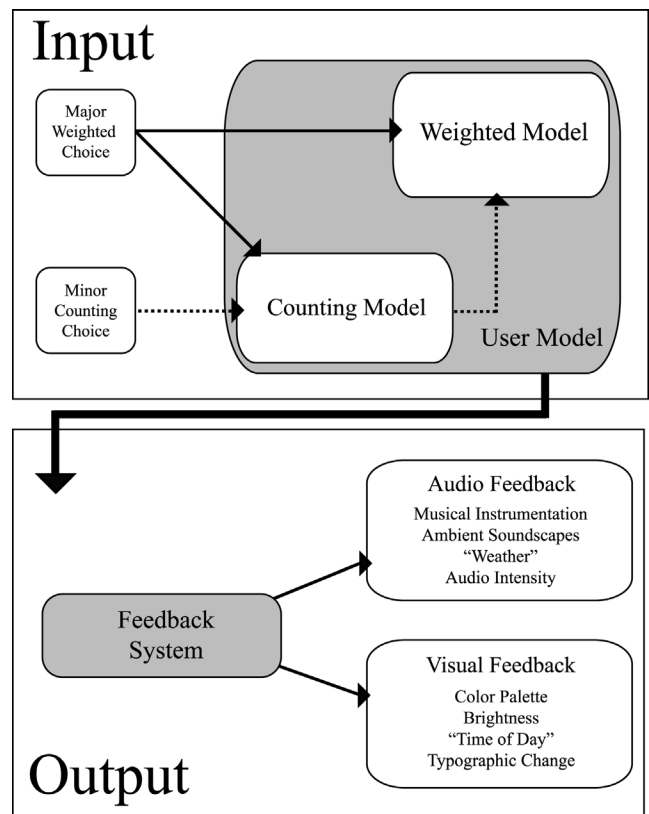 Input
Major
Weighted
Choice
Weighted Model
Minor
Counting
Choice
Counting Model
User Model
Audio Feedback
Musical Instrumentation
Ambient Soundscapes
“Weather”
Audio Intensity
Feedback
System
Visual Feedback
Color Palette
Brightness
“Time of Day”
Typographic Change
Output